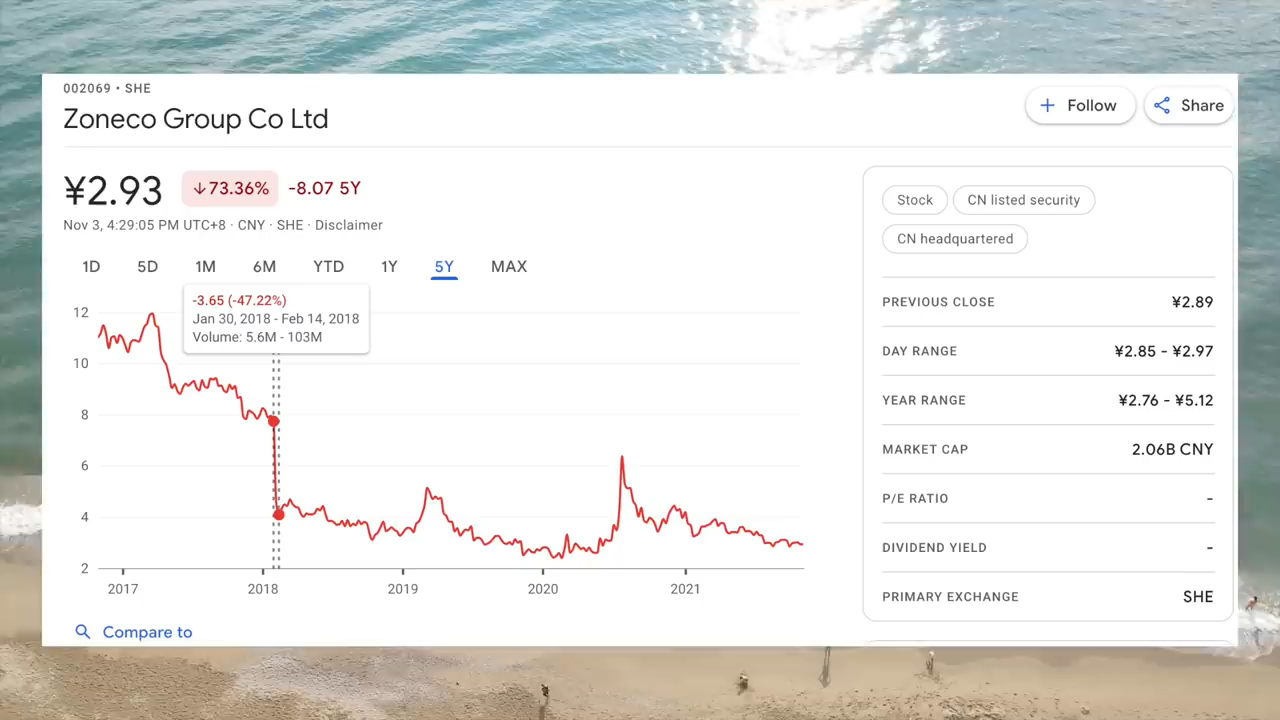 002069 • SHE
Zoneco Group Co Ltd
Follow
Share
¥2.93
↓73.36%
-8.07 5Y
Nov 3, 4:29:05 PM UTC+8 · CNY · SHE · Disclaimer
1D 5D 1M 6M YTD 1Y 5Y MAX
-3.65 (-47.22%)
Jan 30, 2018 - Feb 14, 2018
Volume: 5.6M - 103M
12
10
8
6
4
2
2017 2018 2019 2020 2021
Compare to
Stock
CN listed security
CN headquartered
PREVIOUS CLOSE ¥2.89
DAY RANGE ¥2.85 - ¥2.97
YEAR RANGE ¥2.76 - ¥5.12
MARKET CAP 2.06B CNY
P/E RATIO -
DIVIDEND YIELD -
PRIMARY EXCHANGE SHE